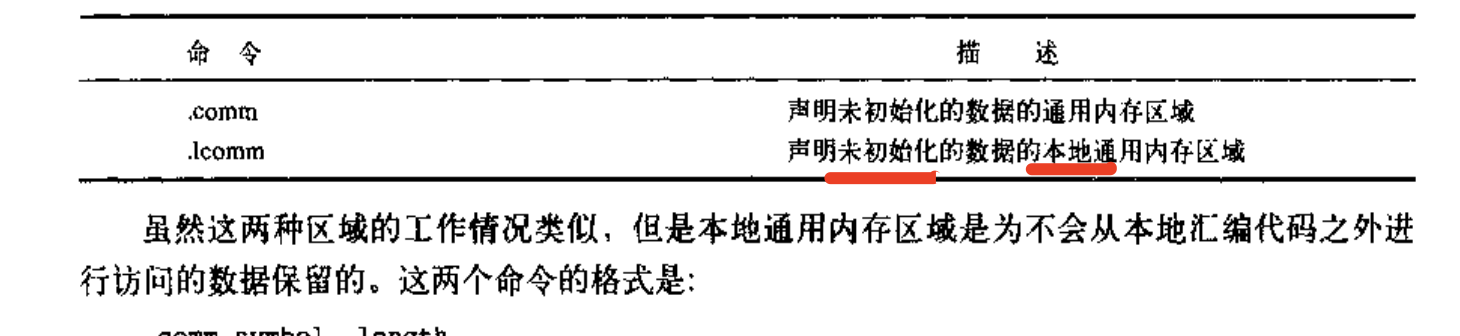 命 令 描 述
.comm 声明未初始化的数据的通用内存区域
.lcomm 声明未初始化的数据的本地通用内存区域
虽然这两种区域的工作情况类似，但是本地通用内存区域是为不会从本地汇编代码之外进
行访问的数据保留的。这两个命令的格式是：
.comm symbol, length